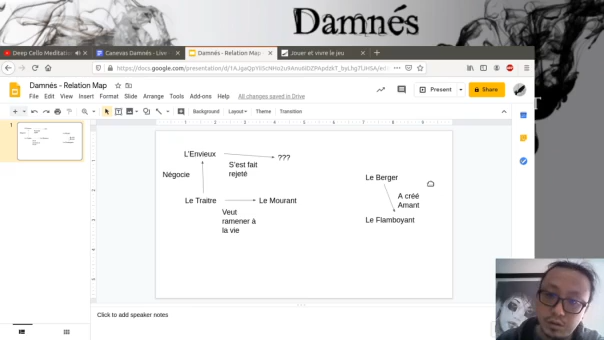 Damnés
Deep Cello Meditatio
Canevas Damnés - Livr
Damnés - Relation Map
Jouer et vivre le jeu
Damnés - Relation Map
Present
Share
File Edit View Insert Format Slide Arrange Tools Add-ons Help All changes saved in Drive
Background Layout Theme Transition
1
L'Envieux
???
S'est fait
rejeté
Négocie
Le Traitre
Le Mourant
Veut
ramener à
la vie
Le Berger
A créé
Amant
Le Flamboyant
Click to add speaker notes